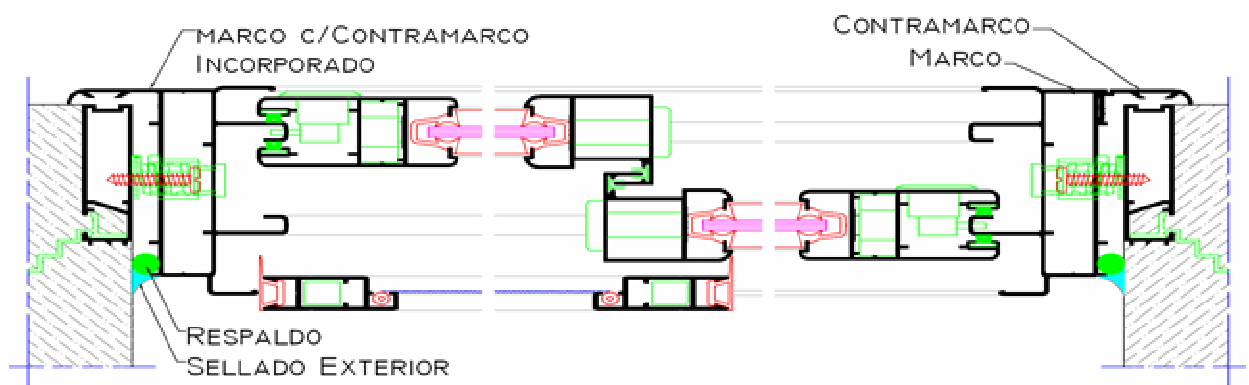 MARCO C/CONTRAMARCO
INCORPORADO
CONTRAMARCO
MARCO
RESPALDO
SELLADO EXTERIOR